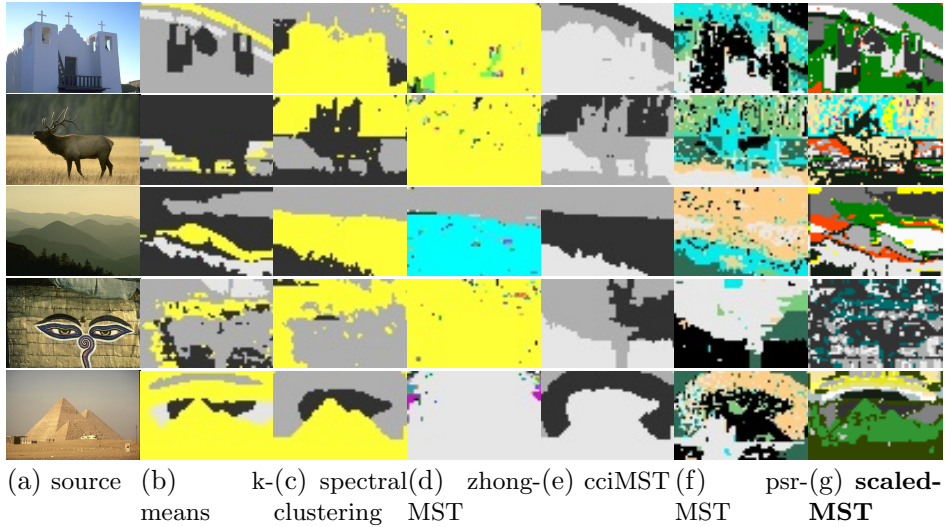 (a) source (b) k- (c) spectral (d) zhong- (e) cciMST (f) psr- (g) scaled-
means clustering MST MST MST